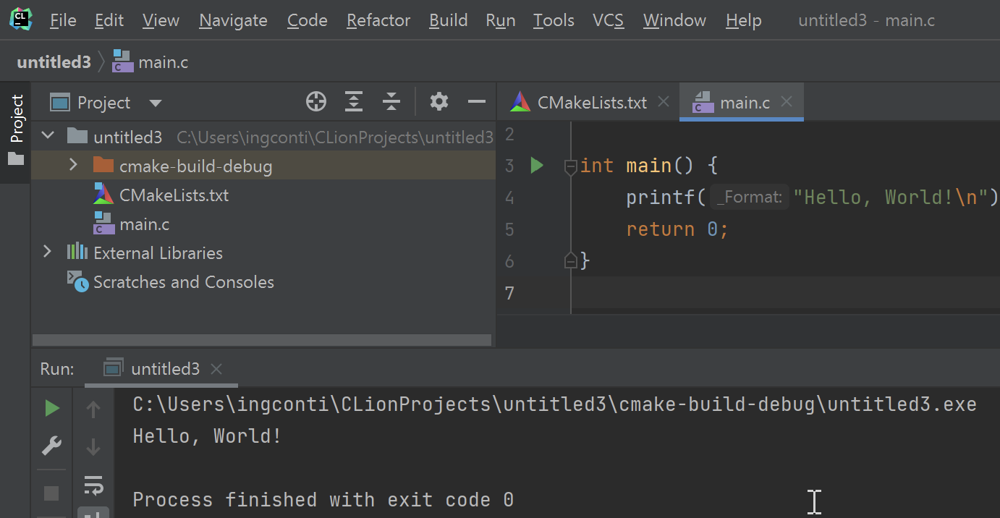 CL File Edit View Navigate Code Refactor Build Run Tools VCS Window Help untitled3 - main.c
untitled3 main.c
Project
Project
untitled3 C:\Users\ingconti\CLionProjects\untitled3
cmake-build-debug
CMakeLists.txt
main.c
External Libraries
Scratches and Consoles
CMakeLists.txt main.c
2
3 int main() {
4 printf( _Format: "Hello, World!\n")
5 return 0;
6 }
7
Run: untitled3
C:\Users\ingconti\CLionProjects\untitled3\cmake-build-debug\untitled3.exe
Hello, World!
Process finished with exit code 0